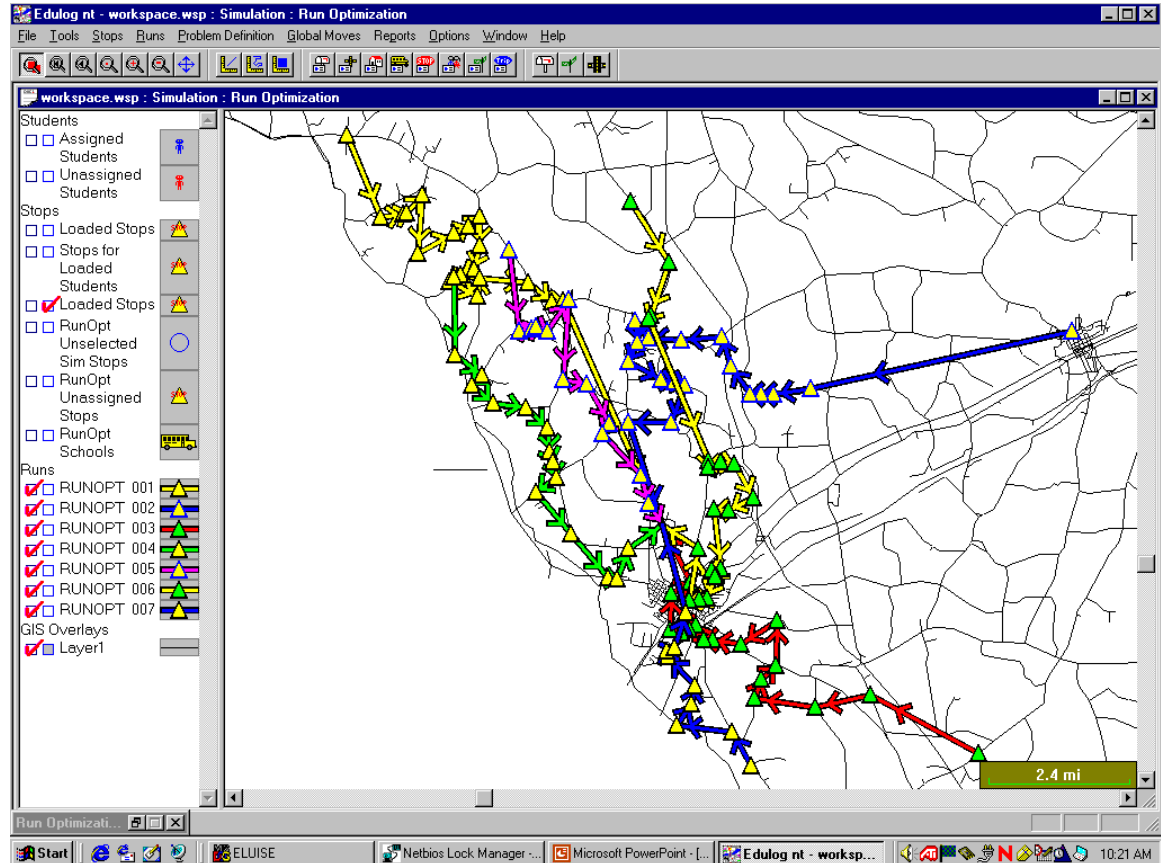 Edulog nt - workspace.wsp : Simulation : Run Optimization
File Tools Stops Runs Problem Definition Global Moves Reports Options Window Help
workspace.wsp : Simulation : Run Optimization
Students
Assigned
Students
Unassigned
Students
Stops
Loaded Stops
Stops for
Loaded
Students
Loaded Stops
RunOpt
Unselected
Sim Stops
RunOpt
Unassigned
Stops
RunOpt
Schools
Runs
RUNOPT 001
RUNOPT 002
RUNOPT 003
RUNOPT 004
RUNOPT 005
RUNOPT 006
RUNOPT 007
GIS Overlays
Layer1
2.4 mi
Run Optimizati...
Start ELUISE Netbios Lock Manager -... Microsoft PowerPoint - [... Edulog nt - worksp... 10:21 AM